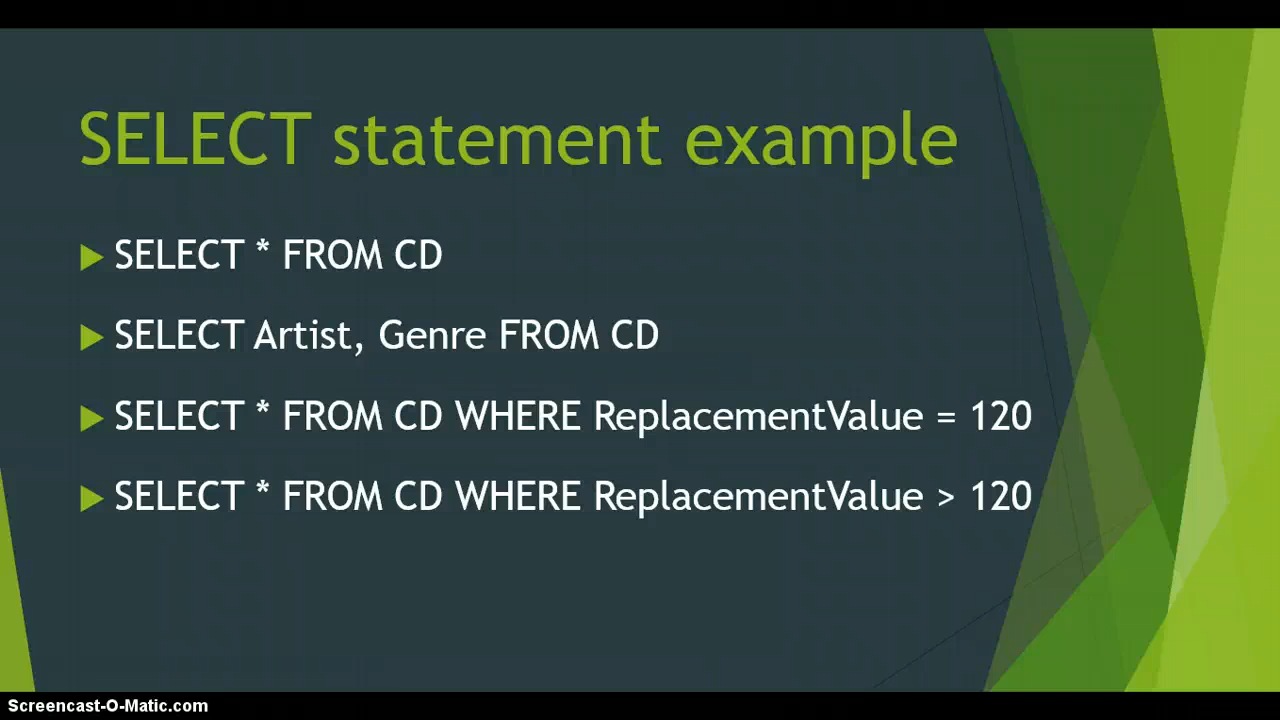 SELECT statement example
SELECT * FROM CD
SELECT Artist, Genre FROM CD
SELECT * FROM CD WHERE ReplacementValue = 120
SELECT * FROM CD WHERE ReplacementValue > 120
Screencast-O-Matic.com